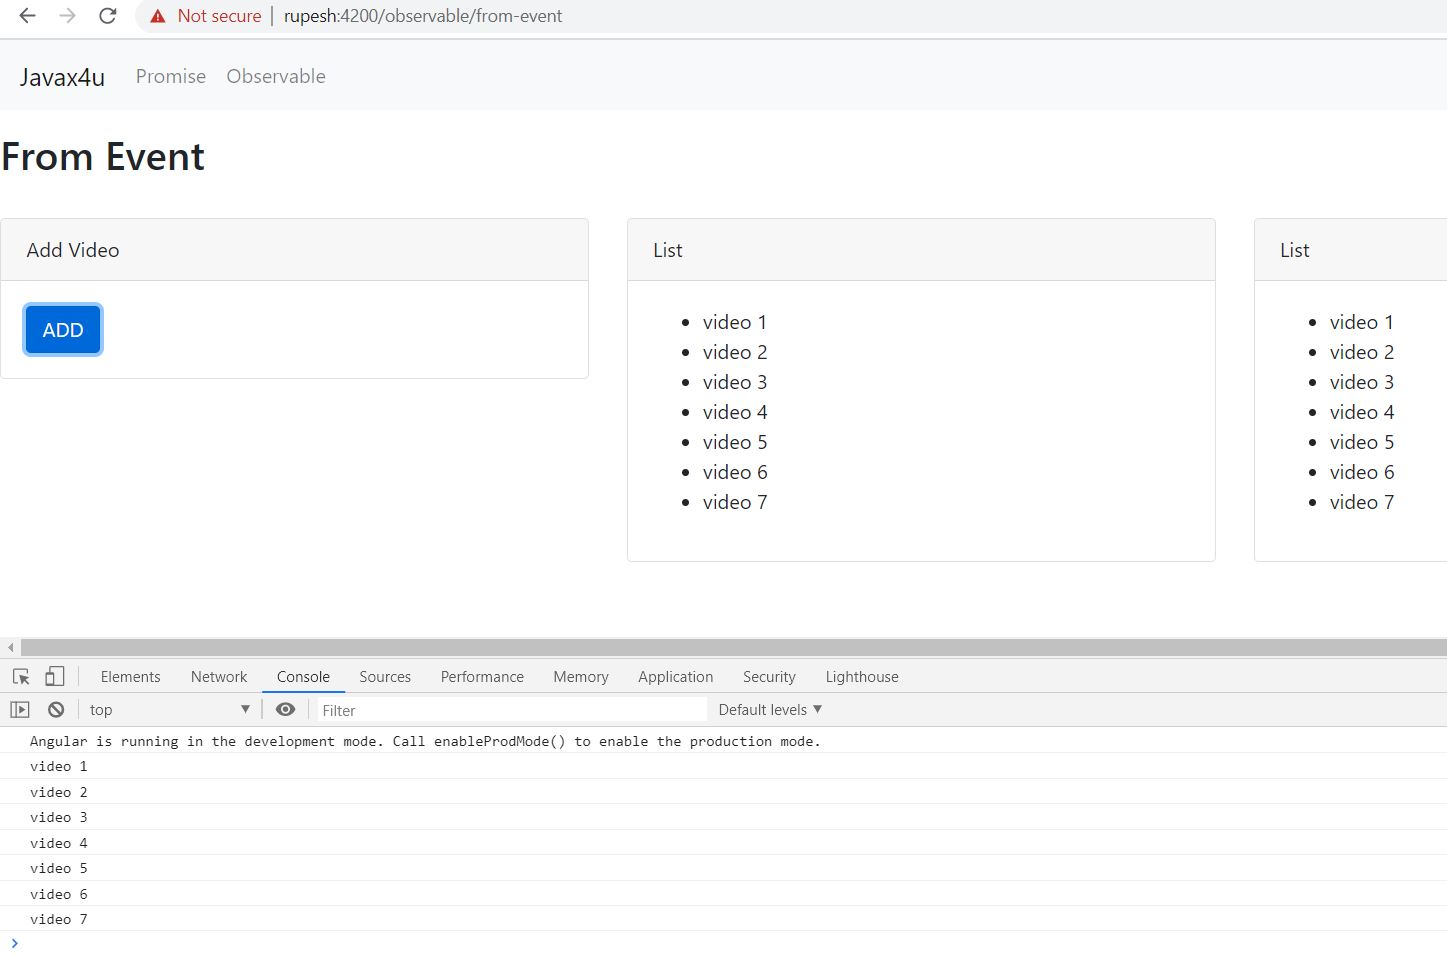 Not secure | rupesh:4200/observable/from-event
Javax4u Promise Observable
From Event
Add Video
ADD
List
video 1
video 2
video 3
video 4
video 5
video 6
video 7
List
video 1
video 2
video 3
video 4
video 5
video 6
video 7
Elements Network Console Sources Performance Memory Application Security Lighthouse
top Filter Default levels
Angular is running in the development mode. Call enableProdMode() to enable the production mode.
video 1
video 2
video 3
video 4
video 5
video 6
video 7